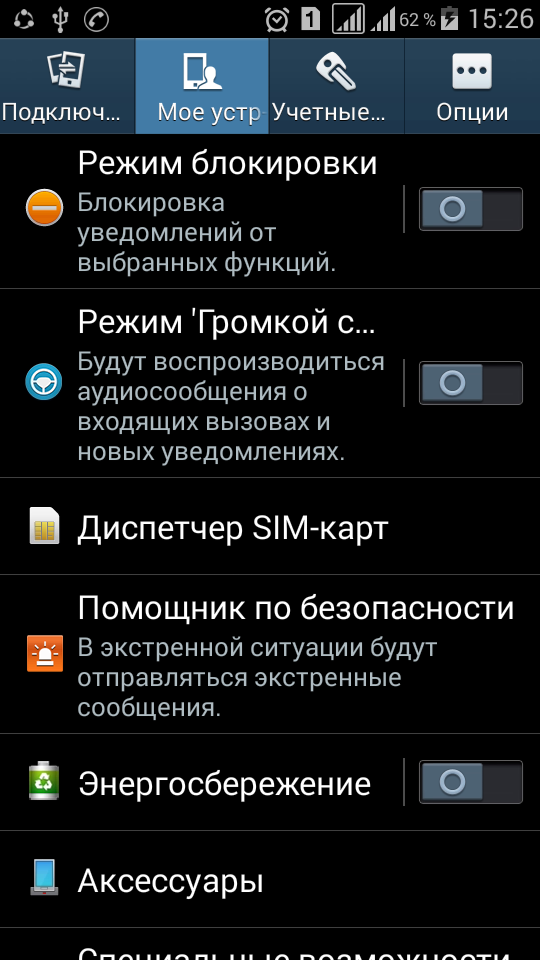 1 62 % 15:26
Подключ... Мое устр Учетные... Опции
Режим блокировки
Блокировка
уведомлений от
выбранных функций.
Режим 'Громкой с...
Будут воспроизводиться
аудиосообщения о
входящих вызовах и
новых уведомлениях.
Диспетчер SIM-карт
Помощник по безопасности
В экстренной ситуации будут
отправляться экстренные
сообщения.
Энергосбережение
Аксессуары
Специальные возможности